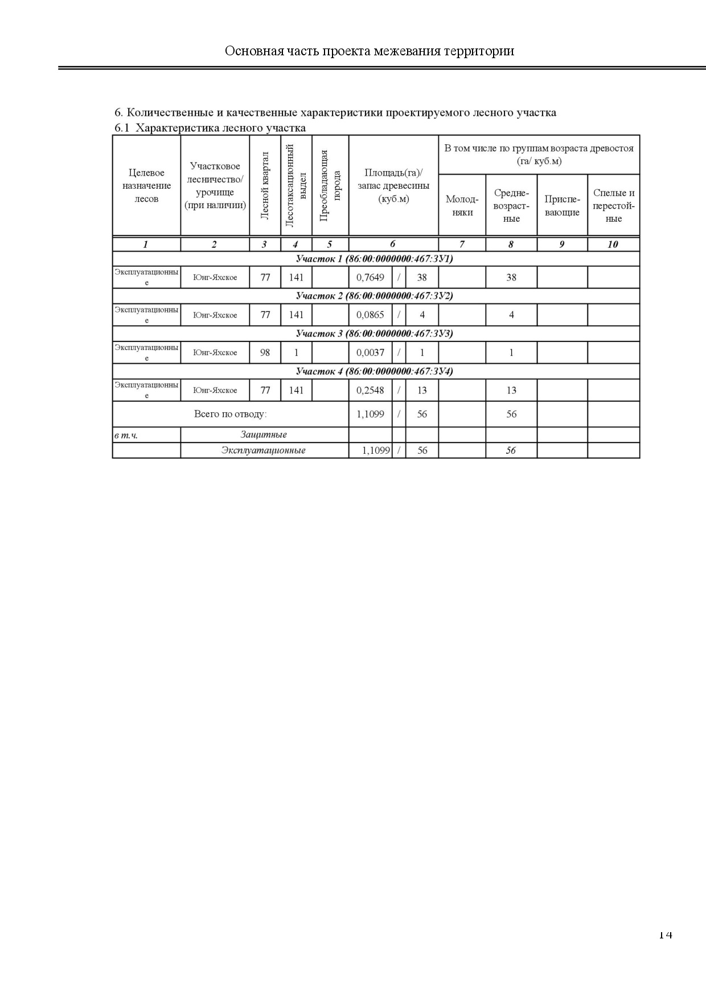 Основная часть проекта межевания территории
6. Количественные и качественные характеристики проектируемого лесного участка
6.1 Характеристика лесного участка
Целевое назначение лесов
Участковое лесничество/ урочище (при наличии)
Лесной квартал
Лесотаксационный выдел
Преобладающая порода
Площадь(га)/ запас древесины (куб.м)
В том числе по группам возраста древостоя (га/ куб.м)
Молод-няки
Средне-возраст-ные
Приспе-вающие
Спелые и перестой-ные
1 2 3 4 5 6 7 8 9 10
Участок 1 (86:00:0000000:467:ЗУ1)
Эксплуатационны
е
Юнг-Яхское 77 141 0,7649 / 38 38
Участок 2 (86:00:0000000:467:ЗУ2)
Эксплуатационны
е
Юнг-Яхское 77 141 0,0865 / 4 4
Участок 3 (86:00:0000000:467:ЗУ3)
Эксплуатационны
е
Юнг-Яхское 98 1 0,0037 / 1 1
Участок 4 (86:00:0000000:467:ЗУ4)
Эксплуатационны
е
Юнг-Яхское 77 141 0,2548 / 13 13
Всего по отводу: 1,1099 / 56 56
в т.ч. Защитные
Эксплуатационные 1,1099 / 56 56
14